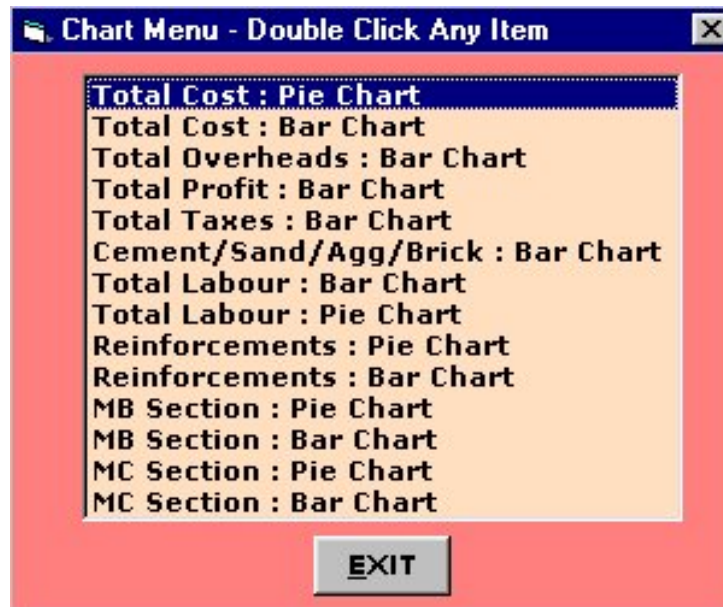 Chart Menu - Double Click Any Item
Total Cost : Pie Chart
Total Cost : Bar Chart
Total Overheads : Bar Chart
Total Profit : Bar Chart
Total Taxes : Bar Chart
Cement/Sand/Agg/Brick : Bar Chart
Total Labour : Bar Chart
Total Labour : Pie Chart
Reinforcements : Pie Chart
Reinforcements : Bar Chart
MB Section : Pie Chart
MB Section : Bar Chart
MC Section : Pie Chart
MC Section : Bar Chart
EXIT